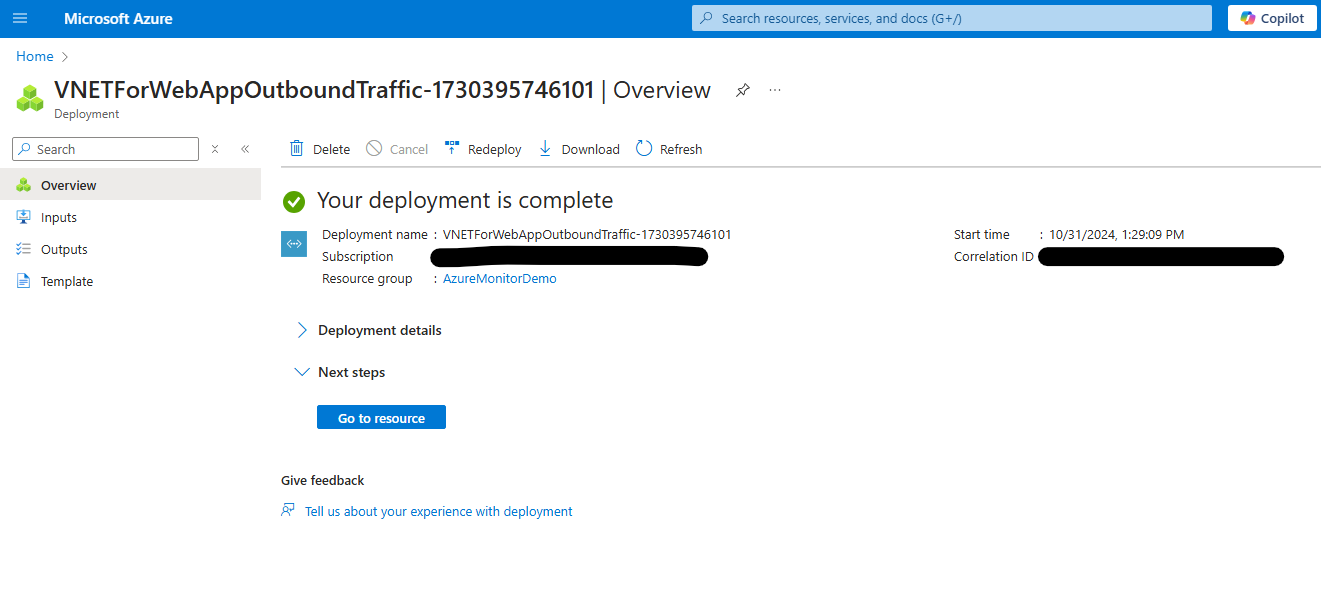 Microsoft Azure
Search resources, services, and docs (G+/)
Copilot
Home
VNETForWebAppOutboundTraffic-1730395746101 | Overview
Deployment
Search
Delete
Cancel
Redeploy
Download
Refresh
Overview
Inputs
Outputs
Template
Your deployment is complete
Deployment name : VNETForWebAppOutboundTraffic-1730395746101
Start time : 10/31/2024, 1:29:09 PM
Subscription
Correlation ID
Resource group : AzureMonitorDemo
Deployment details
Next steps
Go to resource
Give feedback
Tell us about your experience with deployment